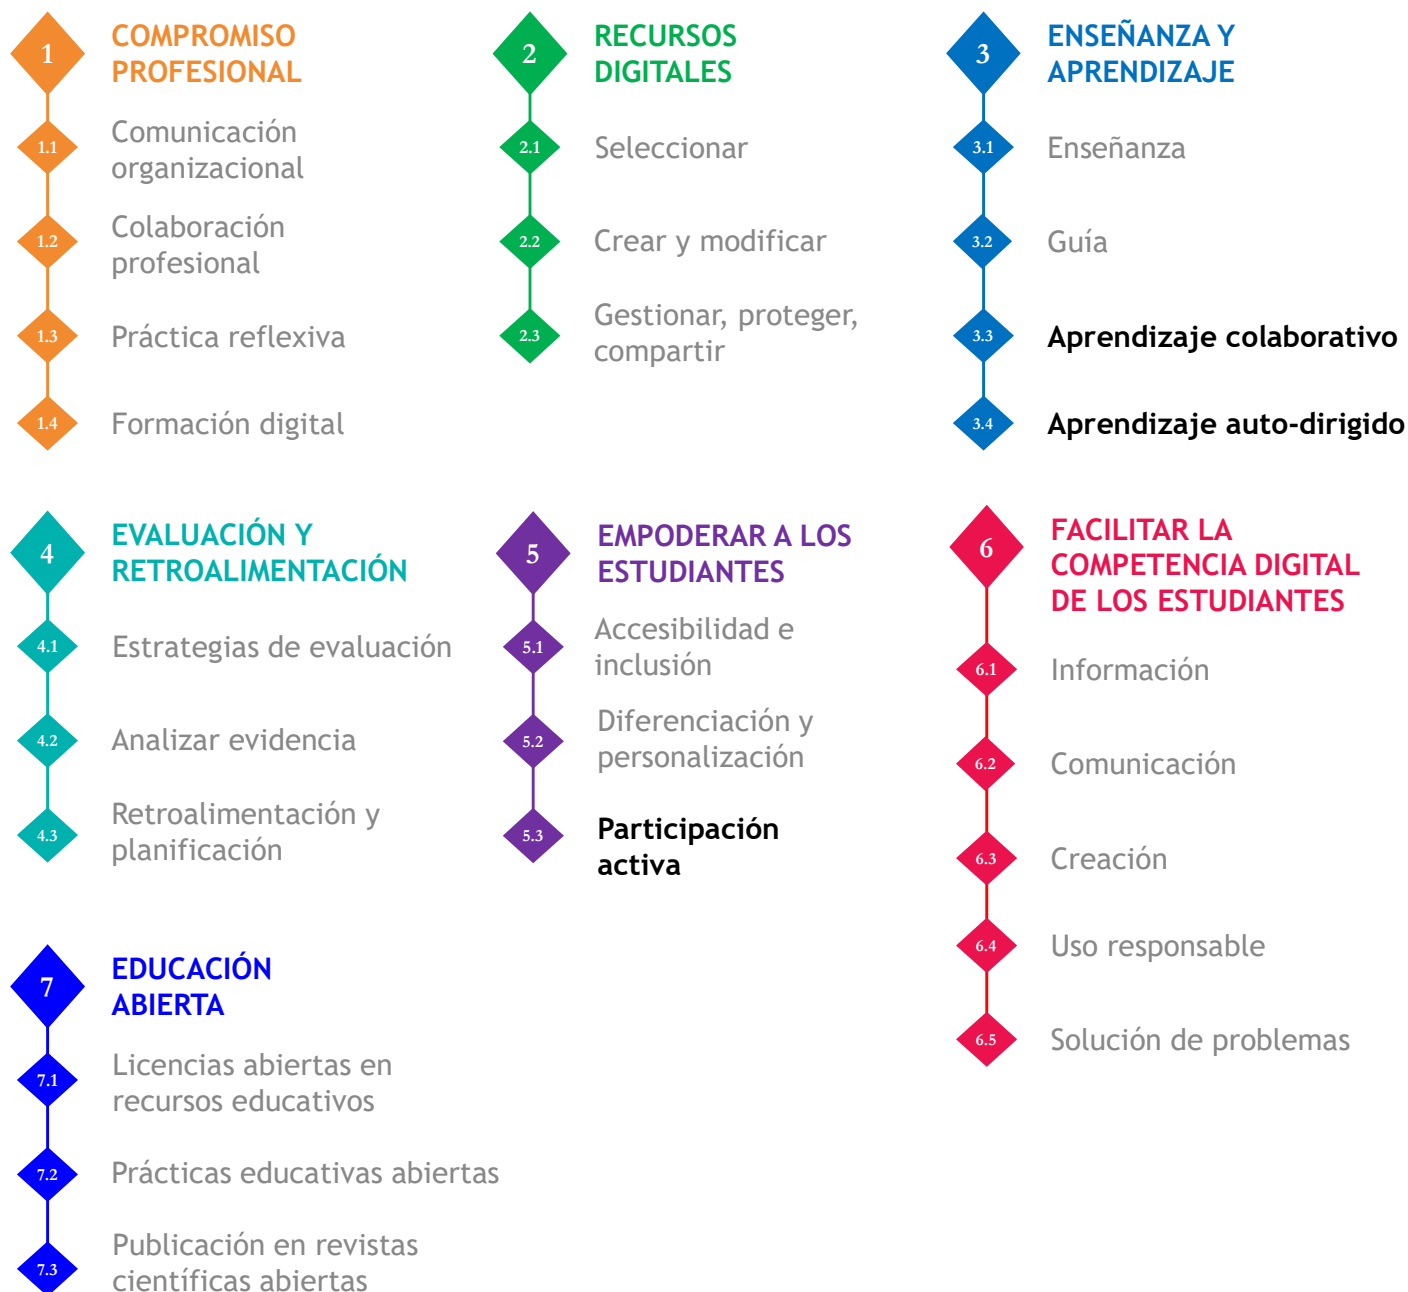 1
COMPROMISO
PROFESIONAL
1.1
Comunicación
organizacional
1.2
Colaboración
profesional
1.3
Práctica reflexiva
1.4
Formación digital
2
RECURSOS
DIGITALES
2.1
Seleccionar
2.2
Crear y modificar
2.3
Gestionar, proteger,
compartir
3
ENSEÑANZA Y
APRENDIZAJE
3.1
Enseñanza
3.2
Guía
3.3
Aprendizaje colaborativo
3.4
Aprendizaje auto-dirigido
4
EVALUACIÓN Y
RETROALIMENTACIÓN
4.1
Estrategias de evaluación
4.2
Analizar evidencia
4.3
Retroalimentación y
planificación
5
EMPODERAR A LOS
ESTUDIANTES
5.1
Accesibilidad e
inclusión
5.2
Diferenciación y
personalización
5.3
Participación
activa
6
FACILITAR LA
COMPETENCIA DIGITAL
DE LOS ESTUDIANTES
6.1
Información
6.2
Comunicación
6.3
Creación
6.4
Uso responsable
6.5
Solución de problemas
7
EDUCACIÓN
ABIERTA
7.1
Licencias abiertas en
recursos educativos
7.2
Prácticas educativas abiertas
7.3
Publicación en revistas
científicas abiertas